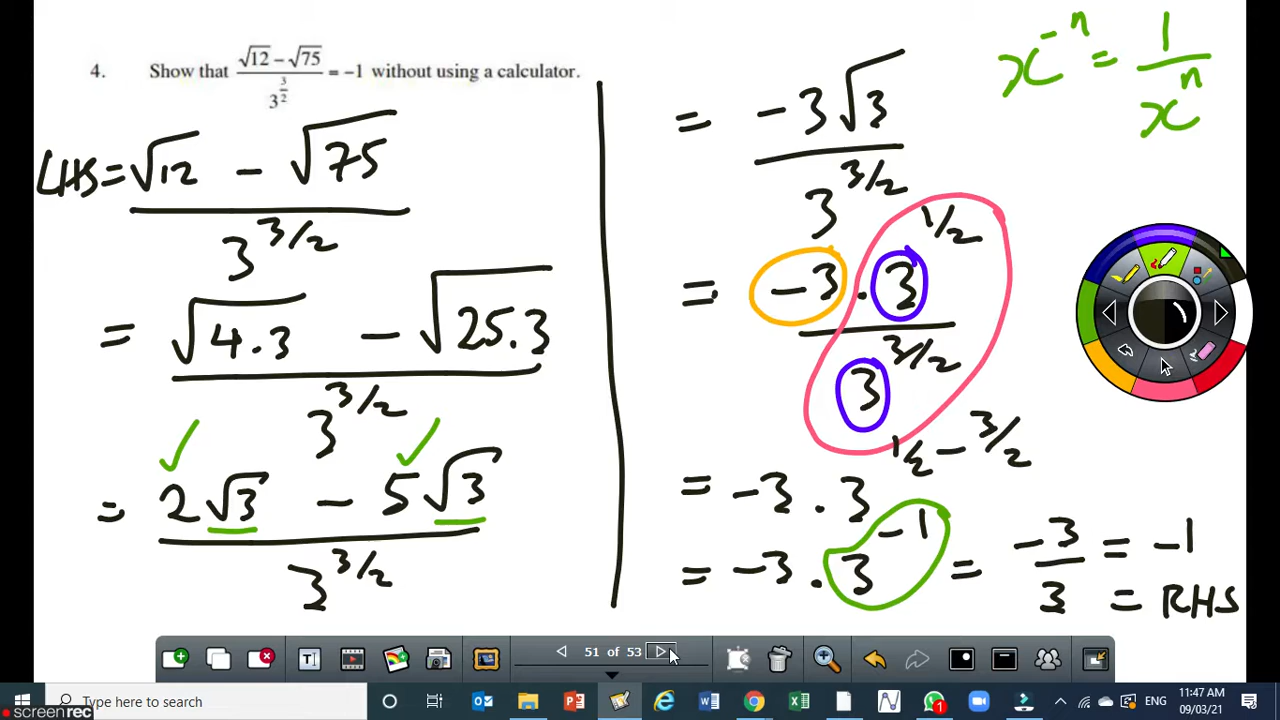 4. Show that (√12 − √75)/3^(3/2) = −1 without using a calculator.
LHS = (√12 − √75)/3^(3/2)
= (√4.3 − √25.3)/3^(3/2)
= (2√3 − 5√3)/3^(3/2)
= −3√3/3^(3/2)
= −3.3^(1/2)/3^(3/2)
= −3.3^(1/2 − 3/2)
= −3.3^(−1) = −3/3 = −1
= RHS
x^(−n) = 1/x^n
51 of 53
Type here to search
ENG
11:47 AM
09/03/21
screenrec
1